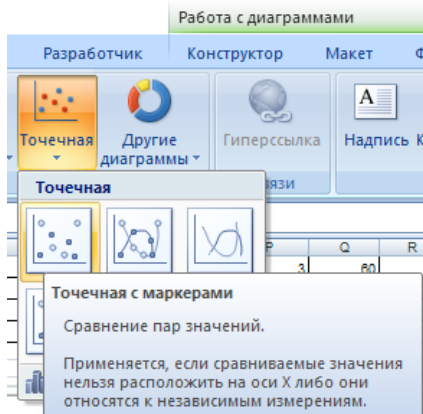 Работа с диаграммами
Разработчик Конструктор Макет Ф
Точечная Другие диаграммы Гиперссылка Надпись К
язи
Точечная
P Q R
3 60
Точечная с маркерами
Сравнение пар значений.
Применяется, если сравниваемые значения
нельзя расположить на оси X либо они
относятся к независимым измерениям.